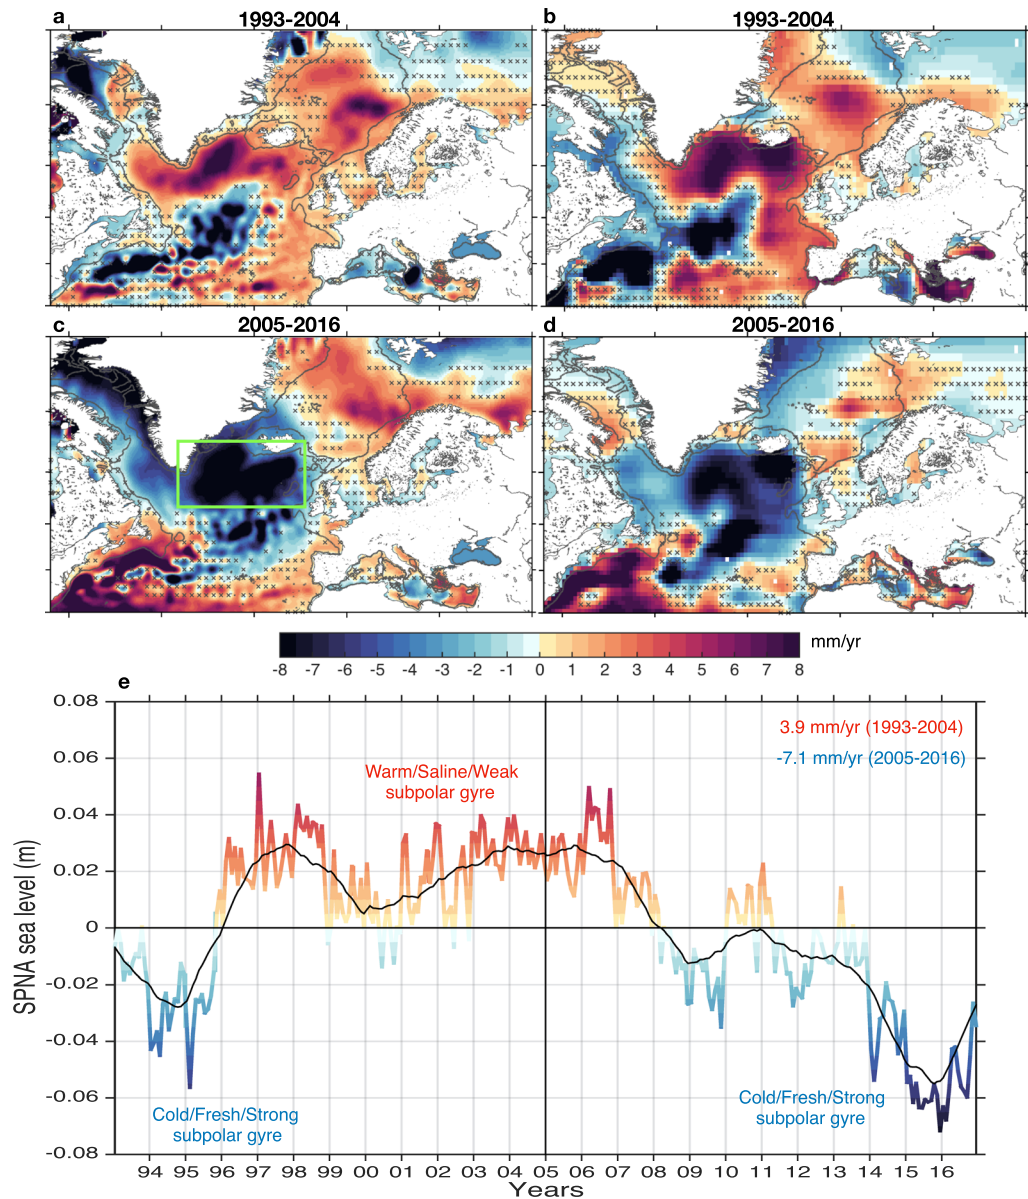 a
1993-2004
b
1993-2004
c
2005-2016
d
2005-2016
-8 -7 -6 -5 -4 -3 -2 -1 0 1 2 3 4 5 6 7 8
mm/yr
e
0.08
0.06
0.04
0.02
0
-0.02
-0.04
-0.06
-0.08
SPNA sea level (m)
3.9 mm/yr (1993-2004)
-7.1 mm/yr (2005-2016)
Warm/Saline/Weak
subpolar gyre
Cold/Fresh/Strong
subpolar gyre
Cold/Fresh/Strong
subpolar gyre
94 95 96 97 98 99 00 01 02 03 04 05 06 07 08 09 10 11 12 13 14 15 16
Years